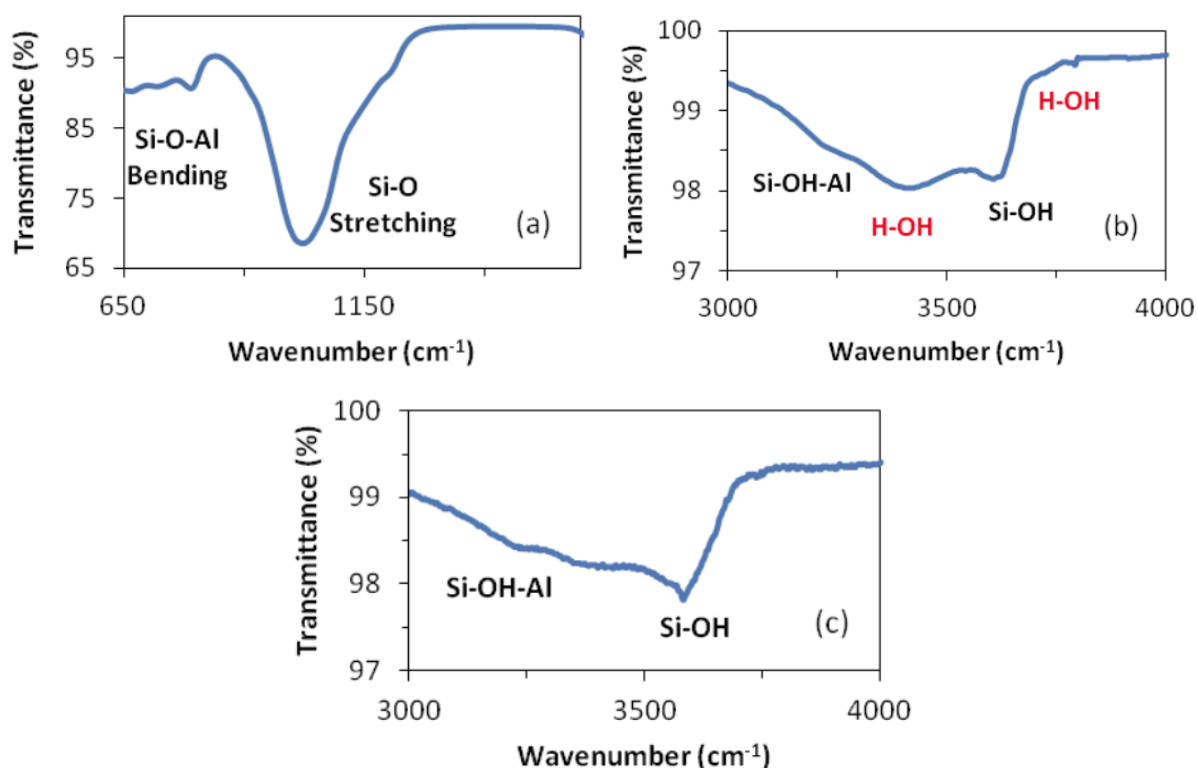 Transmittance (%)
95
85
75
65
Si-O-Al
Bending
Si-O
Stretching
(a)
650
1150
Wavenumber (cm-1)
Transmittance (%)
100
99
98
97
H-OH
Si-OH-Al
Si-OH
H-OH
(b)
3000
3500
4000
Wavenumber (cm-1)
Transmittance (%)
100
99
98
97
Si-OH-Al
Si-OH
(c)
3000
3500
4000
Wavenumber (cm-1)